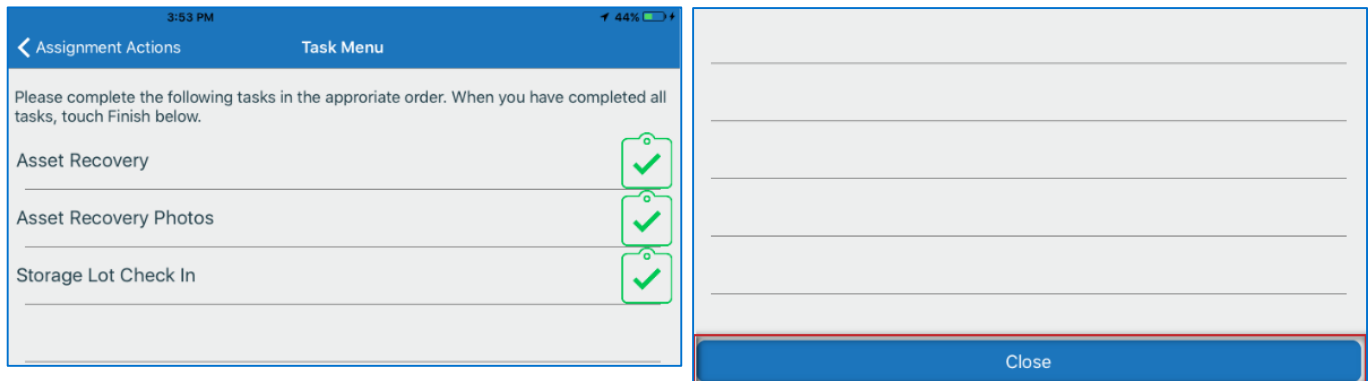 3:53 PM
44%
Assignment Actions
Task Menu
Please complete the following tasks in the approriate order. When you have completed all
tasks, touch Finish below.
Asset Recovery
Asset Recovery Photos
Storage Lot Check In
Close